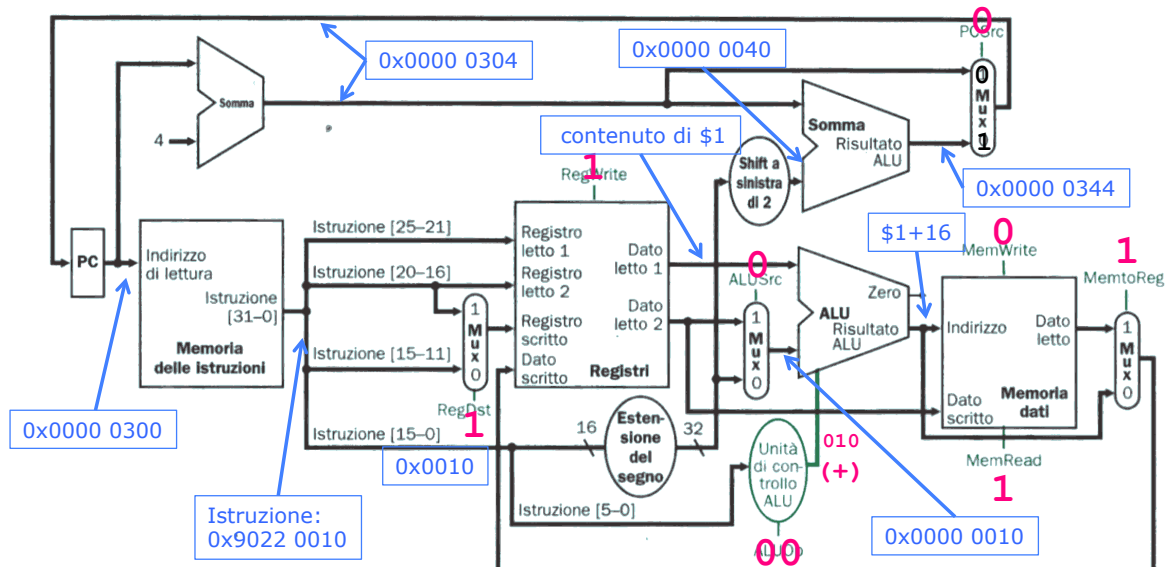 0
PCSrc
0x0000 0304
0x0000 0040
Somma
4
0
Mux
1
Somma
Risultato
ALU
contenuto di $1
Shift a
sinistra
di 2
0x0000 0344
1
RegWrite
PC
Indirizzo
di lettura
Istruzione
[31–0]
Memoria
delle istruzioni
Istruzione [25–21]
Istruzione [20–16]
Istruzione [15–11]
Istruzione [15–0]
1
Mux
0
RegDst
1
Registro
letto 1
Registro
letto 2
Registro
scritto
Dato
scritto
Dato
letto 1
Dato
letto 2
Registri
0
ALUSrc
1
Mux
0
Zero
ALU
Risultato
ALU
$1+16
0
MemWrite
Indirizzo
Dato
letto
Dato
scritto
Memoria
dati
MemRead
1
1
MemtoReg
1
Mux
0
0x0000 0300
0x0010
16
Esten-
sione
del
segno
32
Istruzione [5–0]
Unità
di con-
trollo
ALU
010
(+)
ALUOp
00
0x0000 0010
Istruzione:
0x9022 0010